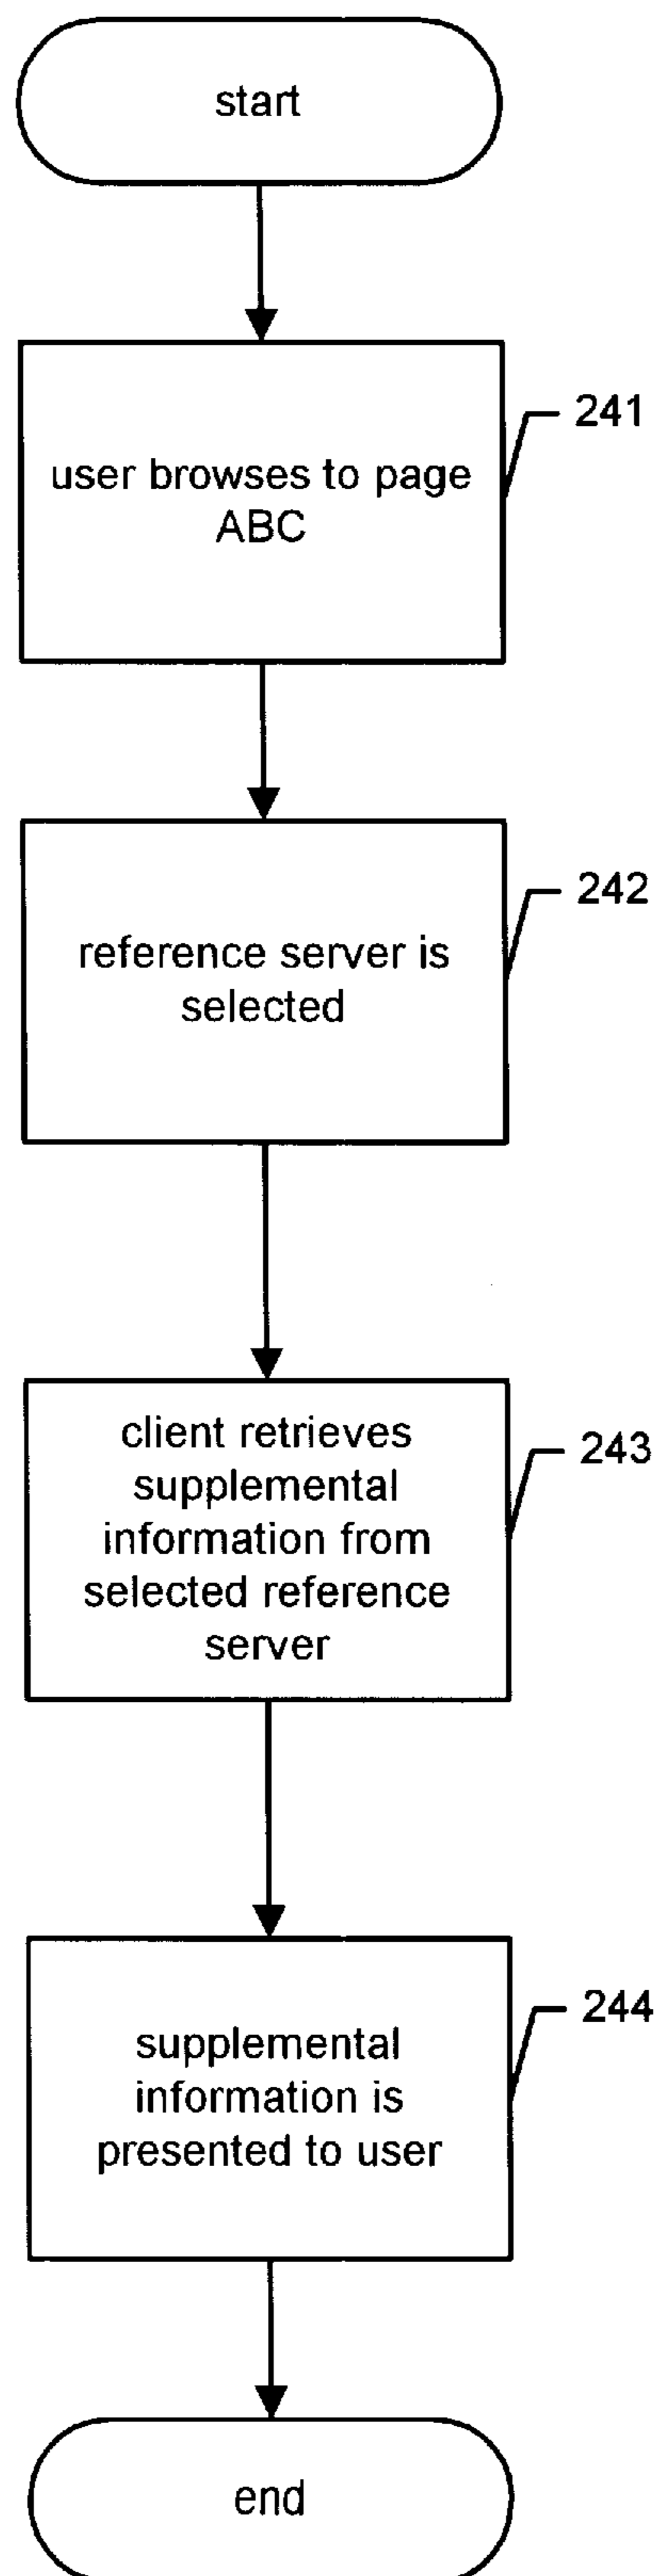 start
241
user browses to page
ABC
242
reference server is
selected
243
client retrieves
supplemental
information from
selected reference
server
244
supplemental
information is
presented to user
end